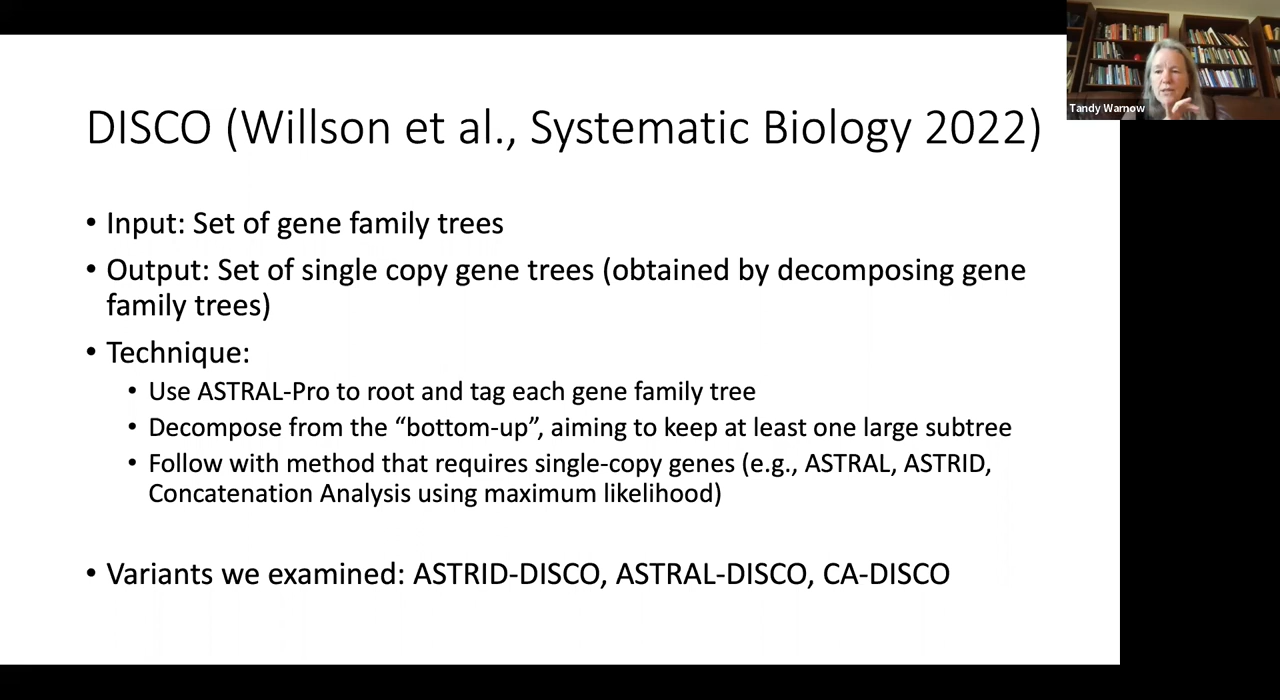 Tandy Warnow
DISCO (Willson et al., Systematic Biology 2022)
• Input: Set of gene family trees
• Output: Set of single copy gene trees (obtained by decomposing gene
family trees)
• Technique:
• Use ASTRAL-Pro to root and tag each gene family tree
• Decompose from the “bottom-up”, aiming to keep at least one large subtree
• Follow with method that requires single-copy genes (e.g., ASTRAL, ASTRID,
Concatenation Analysis using maximum likelihood)
• Variants we examined: ASTRID-DISCO, ASTRAL-DISCO, CA-DISCO